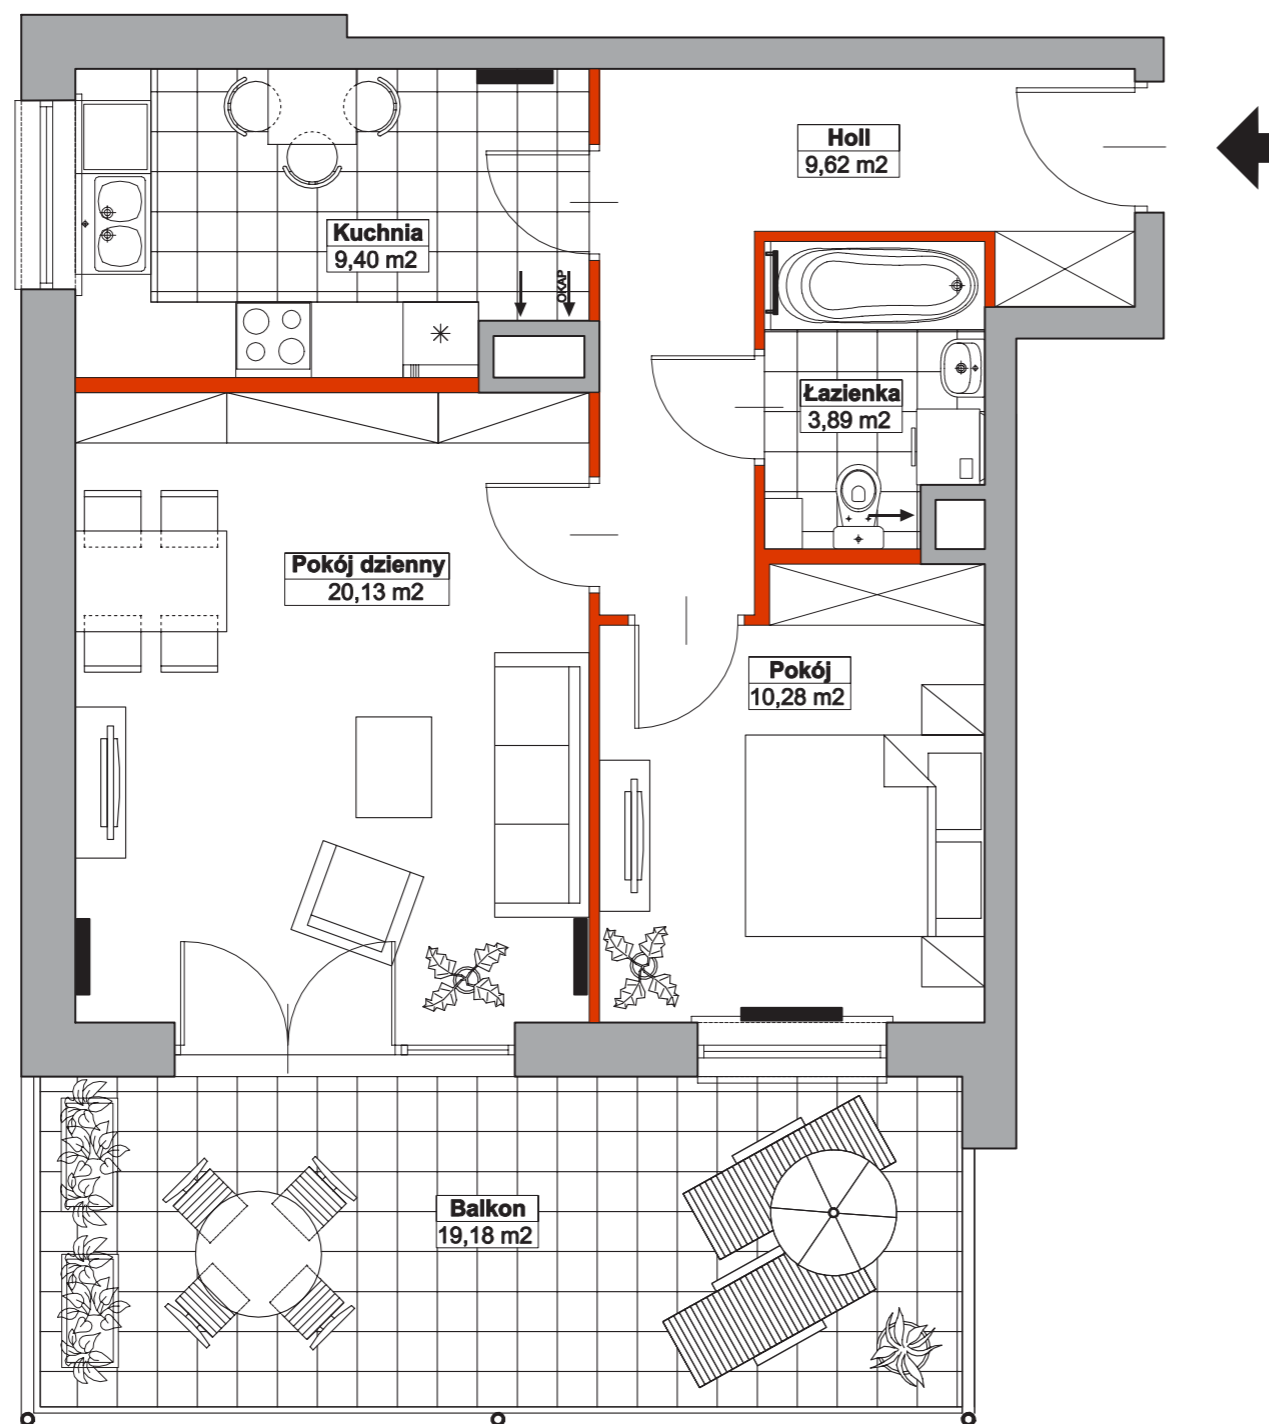 Holl
9,62 m2
Kuchnia
9,40 m2
OKAP
Łazienka
3,89 m2
Pokój dzienny
20,13 m2
Pokój
10,28 m2
Balkon
19,18 m2